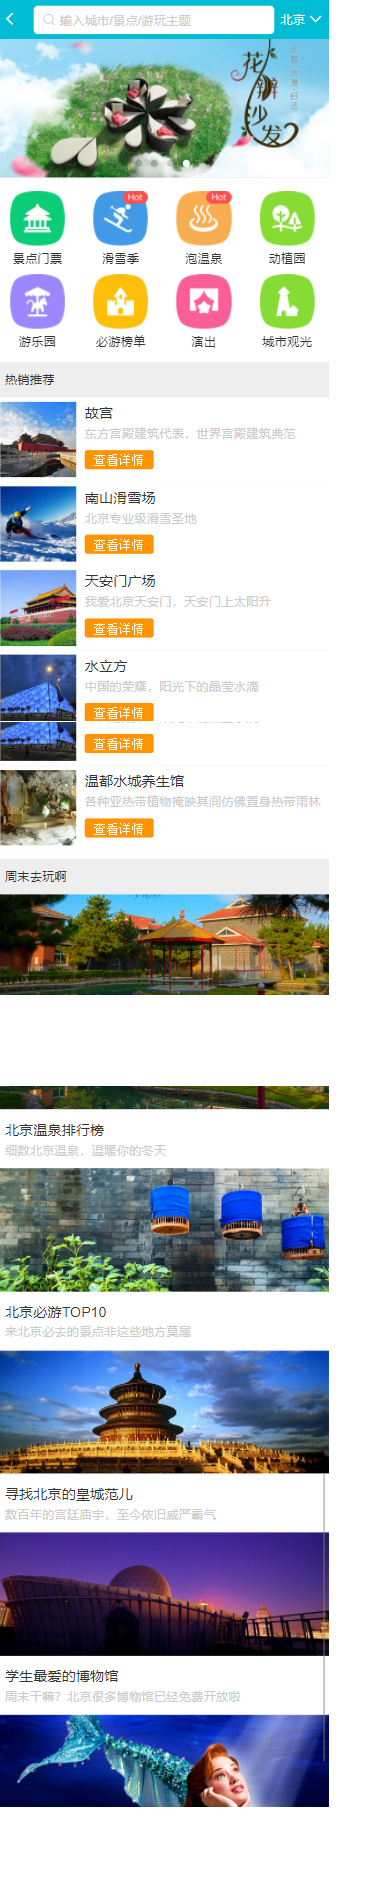 输入城市/景点/游玩主题
北京
花瓣
沙发
创意·浪漫·舒适
Hot
Hot
景点门票
滑雪季
泡温泉
动植园
游乐园
必游榜单
演出
城市观光
热销推荐
故宫
东方宫殿建筑代表，世界宫殿建筑典范
查看详情
南山滑雪场
北京专业级滑雪圣地
查看详情
天安门广场
我爱北京天安门，天安门上太阳升
查看详情
水立方
中国的荣耀，阳光下的晶莹水滴
查看详情
查看详情
温都水城养生馆
各种亚热带植物掩映其间仿佛置身热带雨林
查看详情
周末去玩啊
北京温泉排行榜
细数北京温泉，温暖你的冬天
北京必游TOP10
来北京必去的景点非这些地方莫属
寻找北京的皇城范儿
数百年的宫廷庙宇，至今依旧威严霸气
学生最爱的博物馆
周末干嘛？北京很多博物馆已经免费开放啦